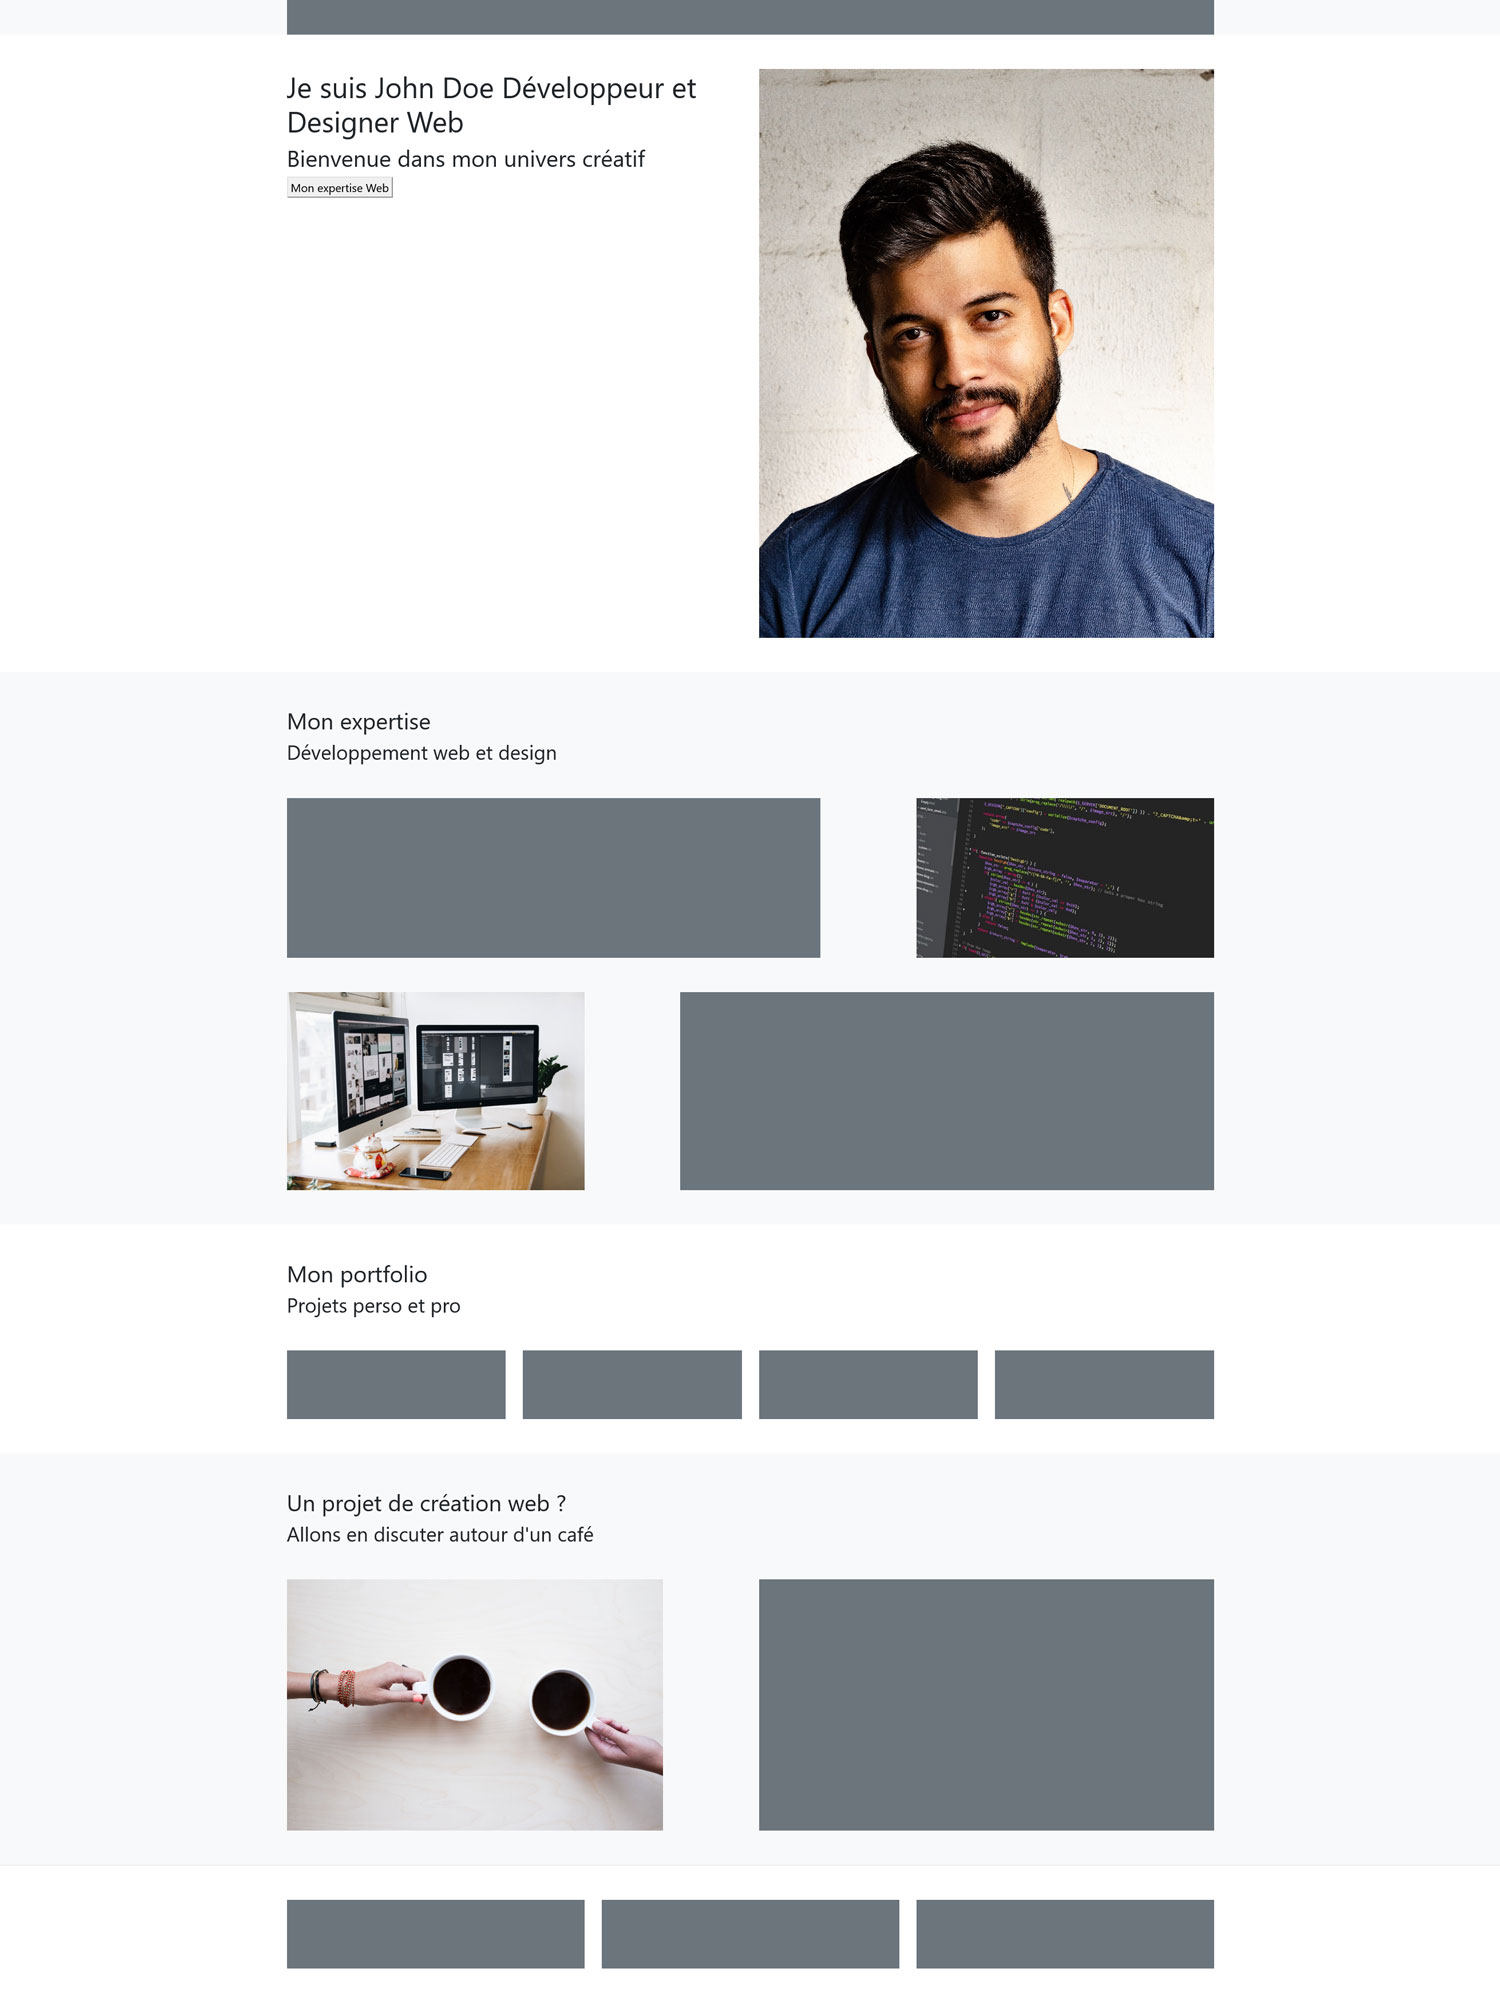 Je suis John Doe Développeur et
Designer Web
Bienvenue dans mon univers créatif
Mon expertise Web
Mon expertise
Développement web et design
Mon portfolio
Projets perso et pro
Un projet de création web ?
Allons en discuter autour d'un café